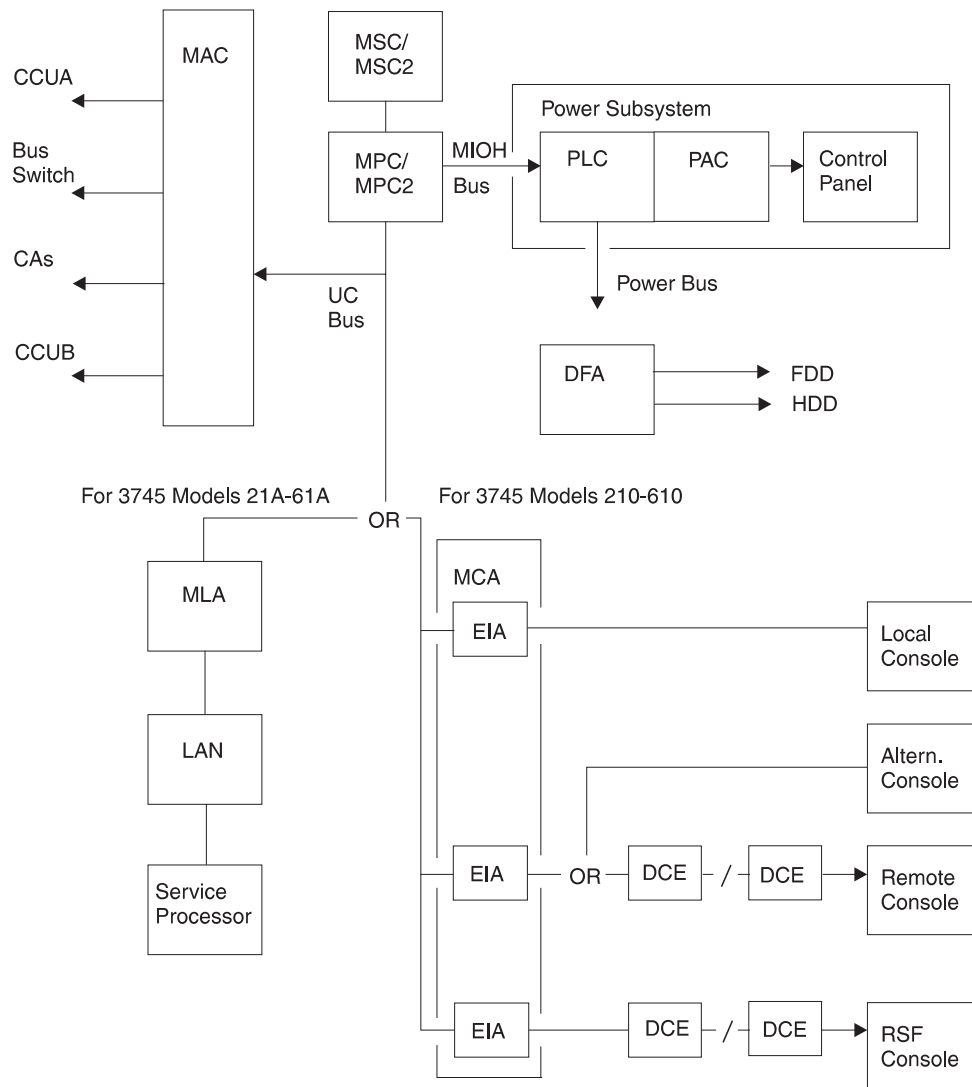 MAC
CCUA
Bus
Switch
CAs
CCUB
MSC/
MSC2
MPC/
MPC2
MIOH
Bus
UC
Bus
Power Subsystem
PLC
PAC
Control
Panel
Power Bus
DFA
FDD
HDD
For 3745 Models 21A-61A
OR
For 3745 Models 210-610
MLA
LAN
Service
Processor
MCA
EIA
Local
Console
Altern.
Console
EIA
OR
DCE
/
DCE
Remote
Console
EIA
DCE
/
DCE
RSF
Console